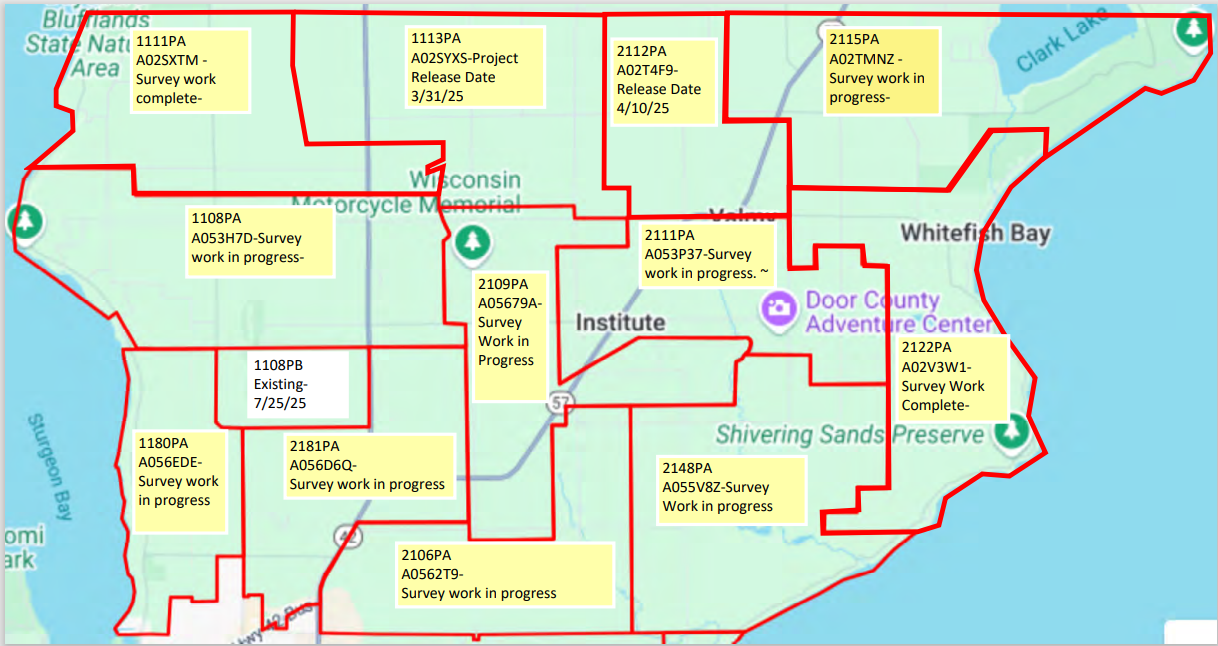 Blufflands
State Natu
Area
1111PA
A02SXTM -
Survey work
complete-
1113PA
A02SYXS-Project
Release Date
3/31/25
2112PA
A02T4F9-
Release Date
4/10/25
2115PA
A02TMNZ -
Survey work in
progress-
Clark Lake
Wisconsin
Motorcycle Memorial
1108PA
A053H7D-Survey
work in progress-
Valmy
2111PA
A053P37-Survey
work in progress. ~
Whitefish Bay
2109PA
A05679A-
Survey
Work in
Progress
Institute
Door County
Adventure Center
2122PA
A02V3W1-
Survey Work
Complete-
1108PB
Existing-
7/25/25
57
Shivering Sands Preserve
Sturgeon Bay
1180PA
A056EDE-
Survey work
in progress
2181PA
A056D6Q-
Survey work in progress
2148PA
A055V8Z-Survey
Work in progress
omi
ark
42
2106PA
A0562T9-
Survey work in progress
Hwy 42 Bus